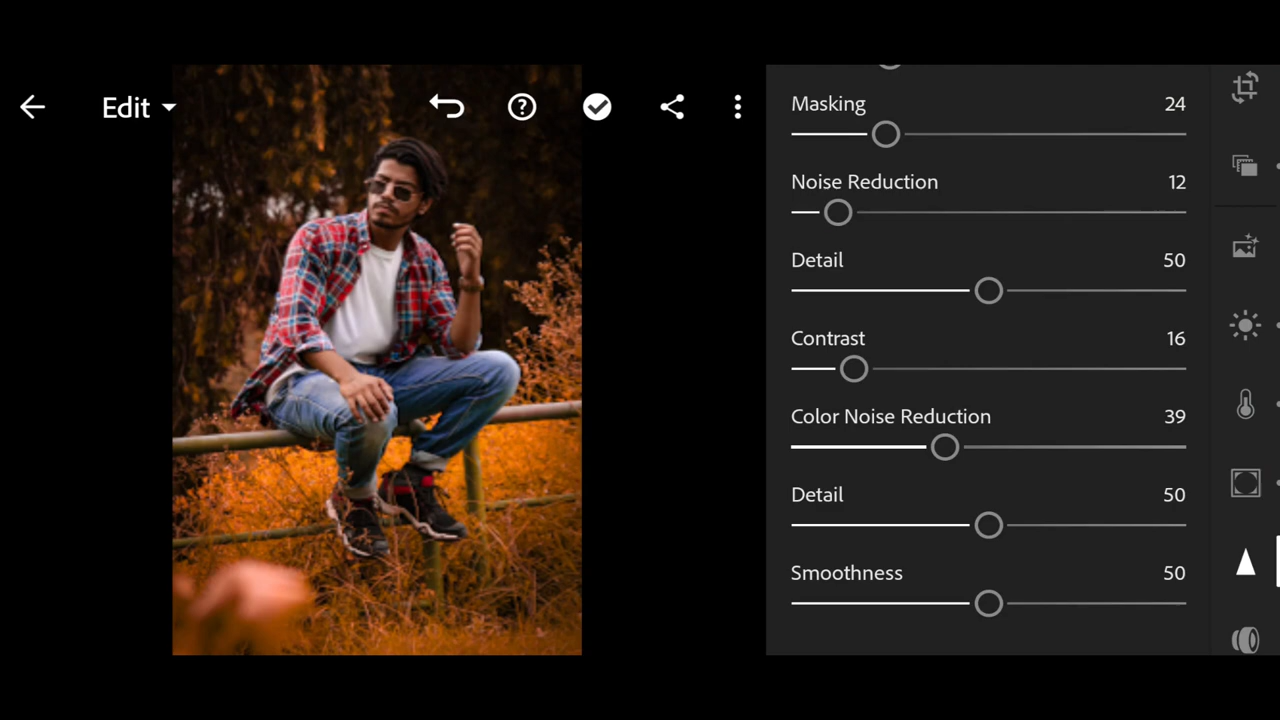 Edit
Masking 24
Noise Reduction 12
Detail 50
Contrast 16
Color Noise Reduction 39
Detail 50
Smoothness 50